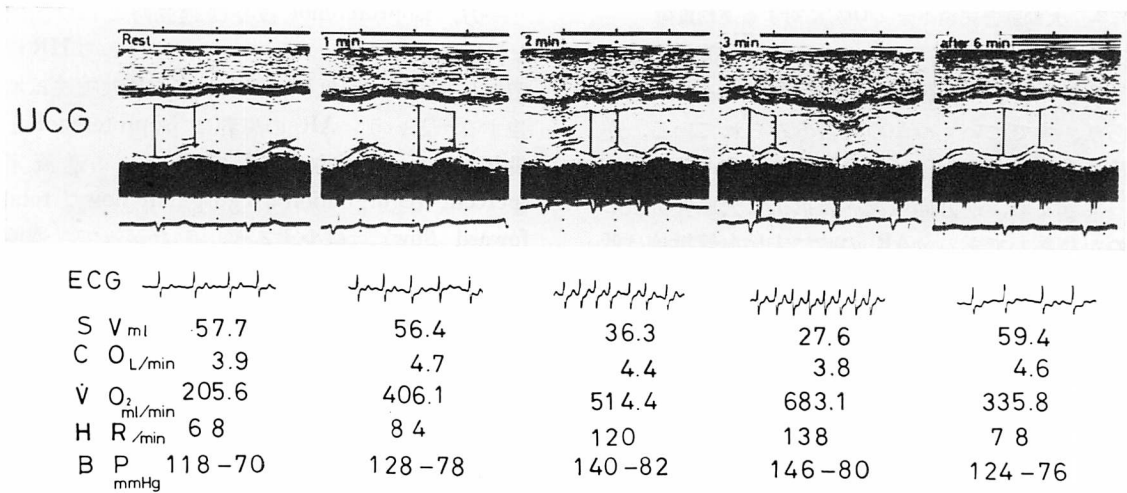 Rest 1 min 2 min 3 min after 6 min
UCG
ECG
S V ml 57.7 56.4 36.3 27.6 59.4
C O L/min 3.9 4.7 4.4 3.8 4.6
V̇ O₂ ml/min 205.6 406.1 514.4 683.1 335.8
H R /min 68 84 120 138 78
B P mmHg 118-70 128-78 140-82 146-80 124-76